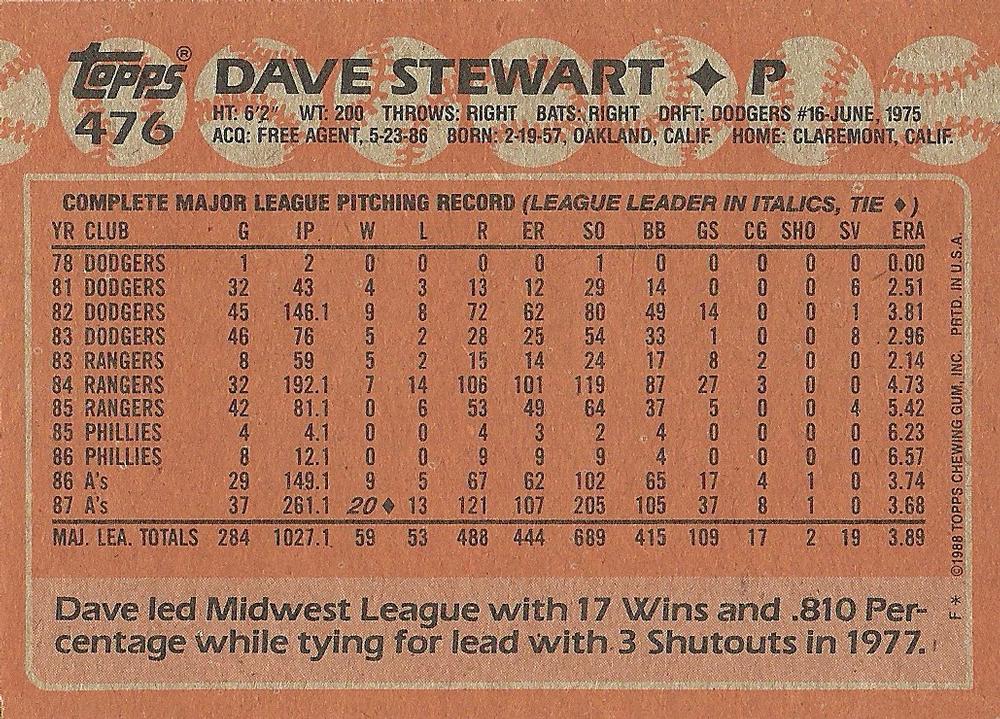 Topps® DAVE STEWART ✦ P
476 HT: 6'2" WT: 200 THROWS: RIGHT BATS: RIGHT DRFT: DODGERS #16-JUNE, 1975
ACQ: FREE AGENT, 5-23-86 BORN: 2-19-57, OAKLAND, CALIF. HOME: CLAREMONT, CALIF.
COMPLETE MAJOR LEAGUE PITCHING RECORD (LEAGUE LEADER IN ITALICS, TIE ♦)
YR CLUB G IP W L R ER SO BB GS CG SHO SV ERA
78 DODGERS 1 2 0 0 0 0 1 0 0 0 0 0 0.00
81 DODGERS 32 43 4 3 13 12 29 14 0 0 0 6 2.51
82 DODGERS 45 146.1 9 8 72 62 80 49 14 0 0 1 3.81
83 DODGERS 46 76 5 2 28 25 54 33 1 0 0 8 2.96
83 RANGERS 8 59 5 2 15 14 24 17 8 2 0 0 2.14
84 RANGERS 32 192.1 7 14 106 101 119 87 27 3 0 0 4.73
85 RANGERS 42 81.1 0 6 53 49 64 37 5 0 0 4 5.42
85 PHILLIES 4 4.1 0 0 4 3 2 4 0 0 0 0 6.23
86 PHILLIES 8 12.1 0 0 9 9 9 4 0 0 0 0 6.57
86 A's 29 149.1 9 5 67 62 102 65 17 4 1 0 3.74
87 A's 37 261.1 20♦ 13 121 107 205 105 37 8 1 0 3.68
MAJ. LEA. TOTALS 284 1027.1 59 53 488 444 689 415 109 17 2 19 3.89
Dave led Midwest League with 17 Wins and .810 Per-
centage while tying for lead with 3 Shutouts in 1977.
F* ©1988 TOPPS CHEWING GUM, INC. PRTD. IN U.S.A.